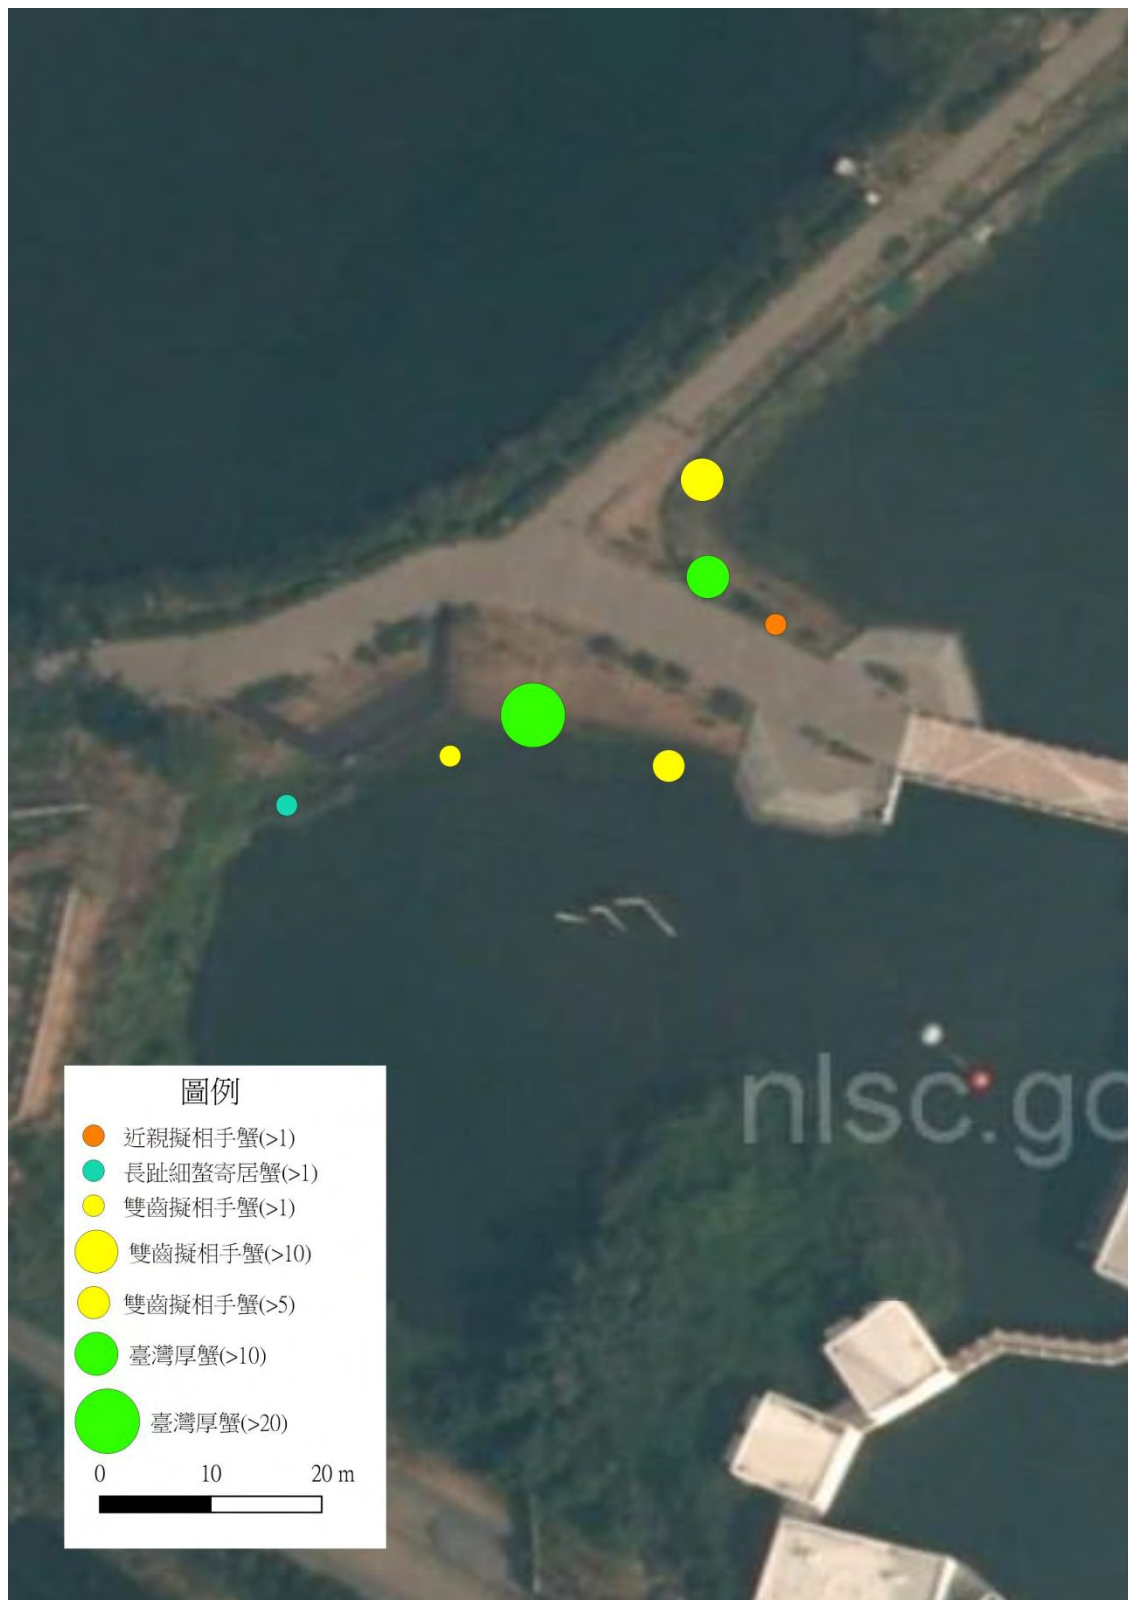 nlsc.go
圖例
近親擬相手蟹(>1)
長趾細螯寄居蟹(>1)
雙齒擬相手蟹(>1)
雙齒擬相手蟹(>10)
雙齒擬相手蟹(>5)
臺灣厚蟹(>10)
臺灣厚蟹(>20)
0 10 20 m